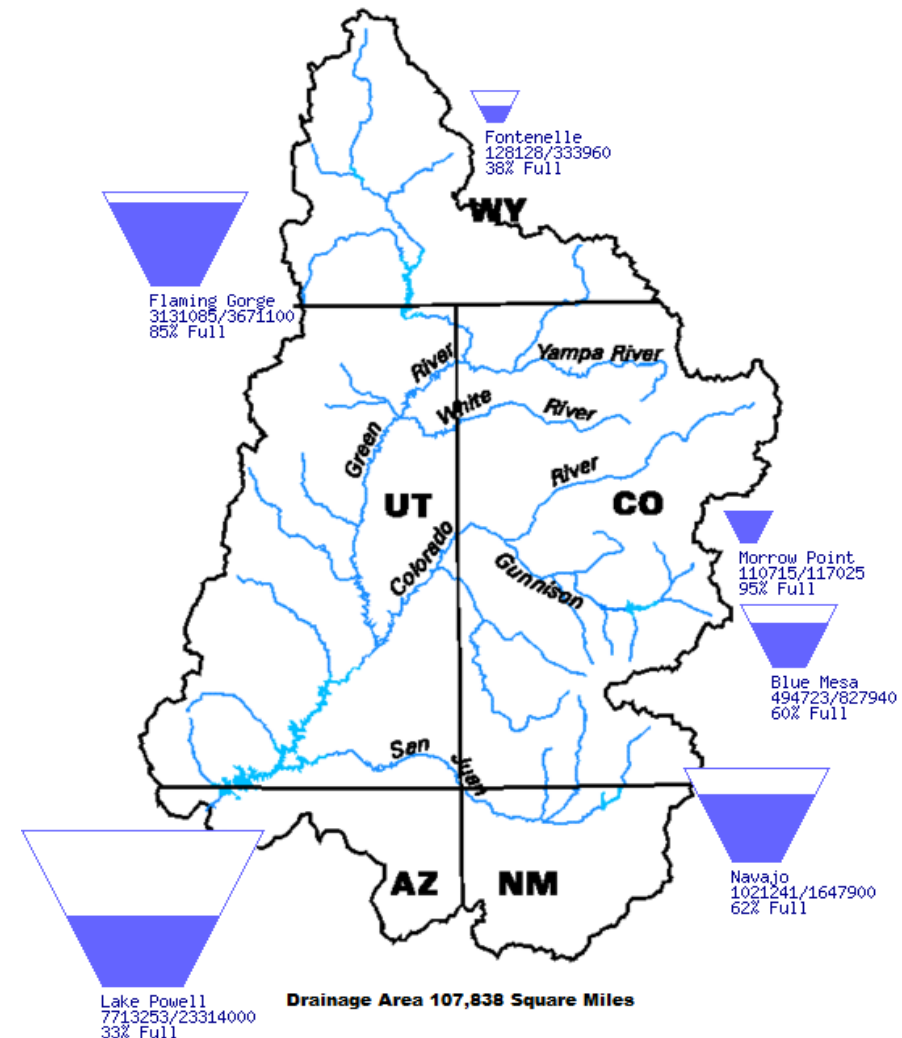 Fontenelle
128128/333960
38% Full
WY
Flaming Gorge
3131085/3671100
85% Full
River
Yampa River
White
River
Green
River
UT
CO
Colorado
Gunnison
Morrow Point
110715/117025
95% Full
Blue Mesa
494723/827940
60% Full
San
Juan
AZ
NM
Navajo
1021241/1647900
62% Full
Lake Powell
7713253/23314000
33% Full
Drainage Area 107,838 Square Miles